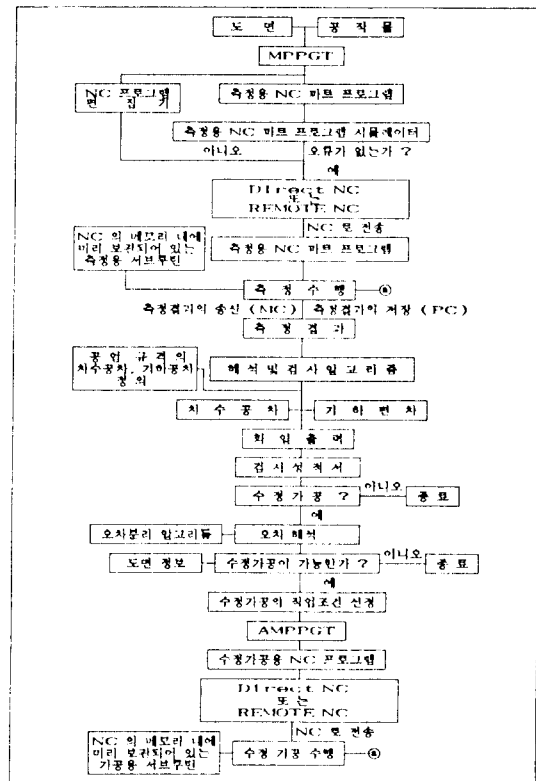 도 면
공 작 물
MPPGT
NC 프로그램
편 집 기
측정용 NC 파트 프로그램
측정용 NC 파트 프로그램 시뮬레이터
아니오
오류가 없는가 ?
예
Direct NC
또는
REMOTE NC
NC 로 전송
NC 의 메모리 내에
미리 보관되어 있는
측정용 서브루틴
측정용 NC 파트 프로그램
측 정 수 행
ⓐ
측정결과의 송신 (MC)
측정결과의 저장 (PC)
측 정 결 과
공 업 규 격 의
치수공차, 기하공차
정 의
해 석 및 검 사 알 고 리 즘
치 수 공 차
기 하 편 차
화 일 출 력
검 사 성 적 서
수 정 가 공 ?
아니오
종 료
예
오차분리 알고리듬
오 차 해 석
도 면 정 보
수정가공이 가능한가 ?
아니오
종 료
예
수정가공의 작업조건 선정
AMPPGT
수정가공용 NC 프로그램
Direct NC
또 는
REMOTE NC
NC 로 전송
NC 의 메모리 내에
미리 보관되어 있는
가공용 서브루틴
수 정 가 공 수 행
ⓐ